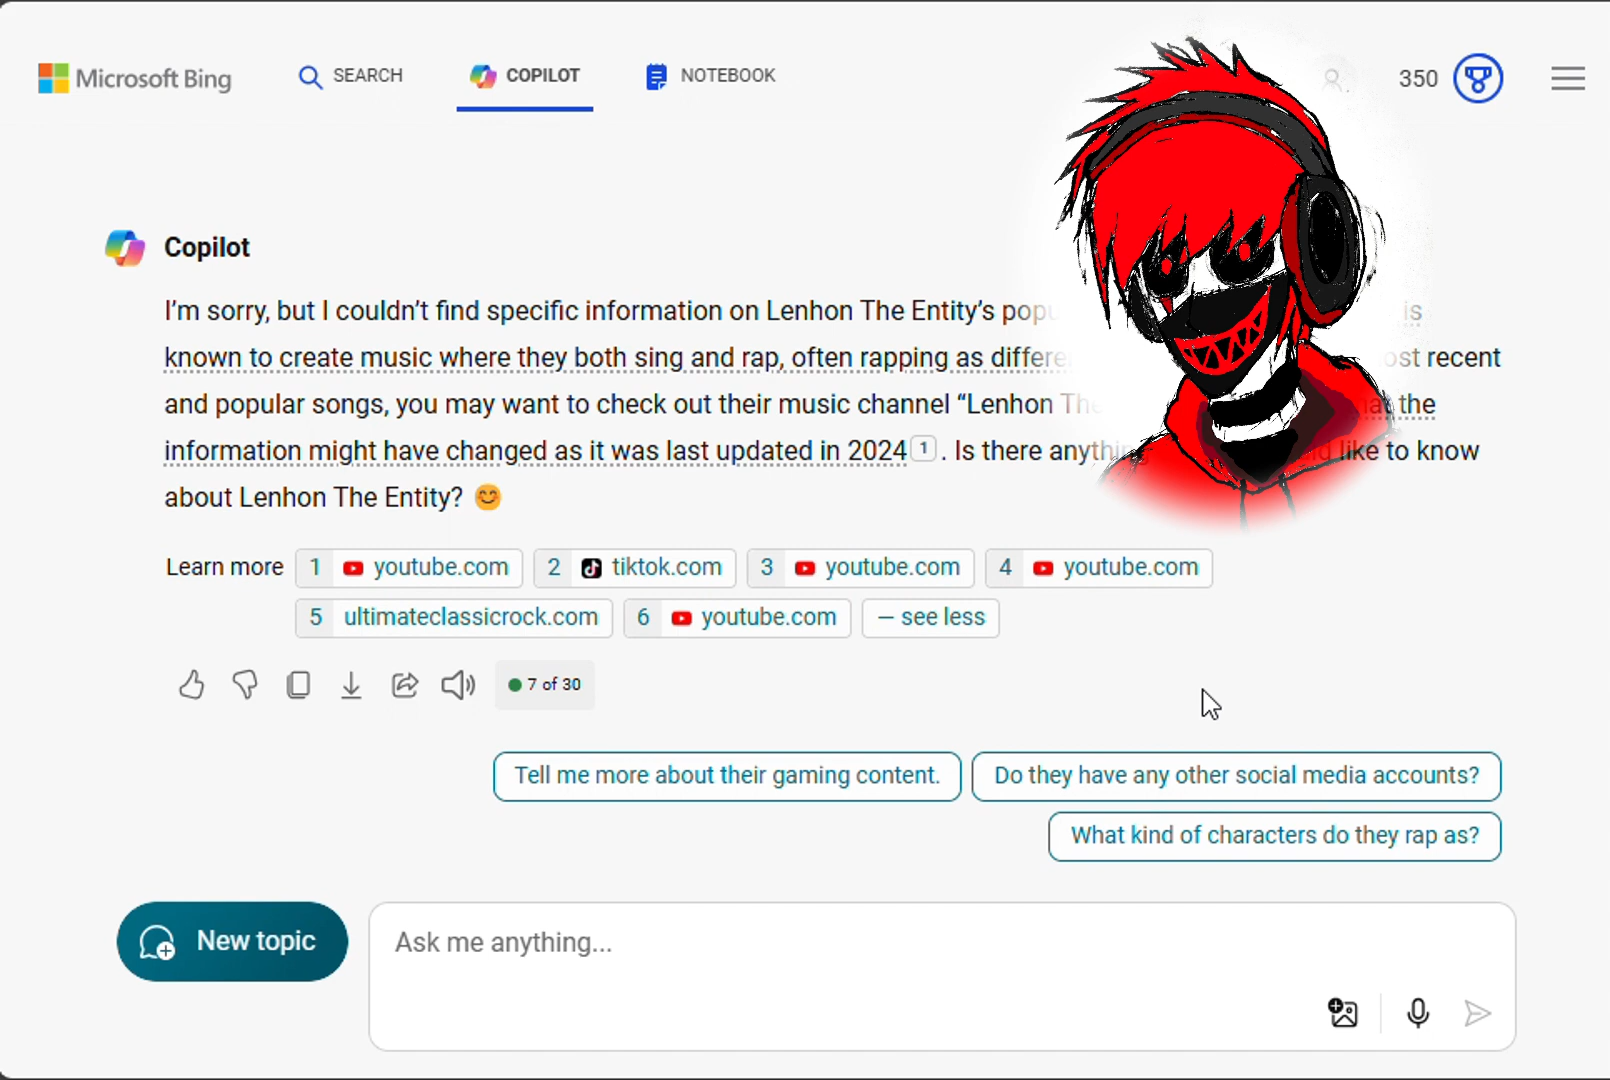 Microsoft Bing
SEARCH
COPILOT
NOTEBOOK
350
Copilot
I’m sorry, but I couldn’t find specific information on Lenhon The Entity’s is
known to create music where they both sing and rap, often rapping as recent
and popular songs, you may want to check out their music channel “Lenhon the
information might have changed as it was last updated in 2024 1 . Is there like to know
about Lenhon The Entity? 😊
Learn more 1 youtube.com 2 tiktok.com 3 youtube.com 4 youtube.com
5 ultimateclassicrock.com 6 youtube.com — see less
7 of 30
Tell me more about their gaming content. Do they have any other social media accounts?
What kind of characters do they rap as?
New topic
Ask me anything...